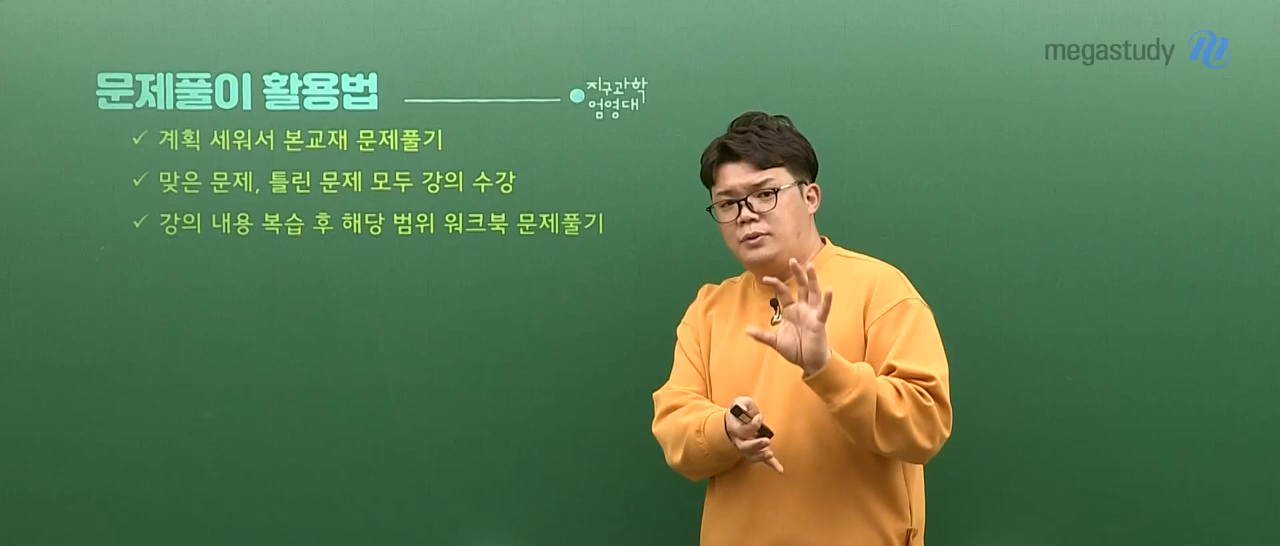 megastudy
문제풀이 활용법
지구과학
엄영대
✓ 계획 세워서 본교재 문제풀기
✓ 맞은 문제, 틀린 문제 모두 강의 수강
✓ 강의 내용 복습 후 해당 범위 워크북 문제풀기